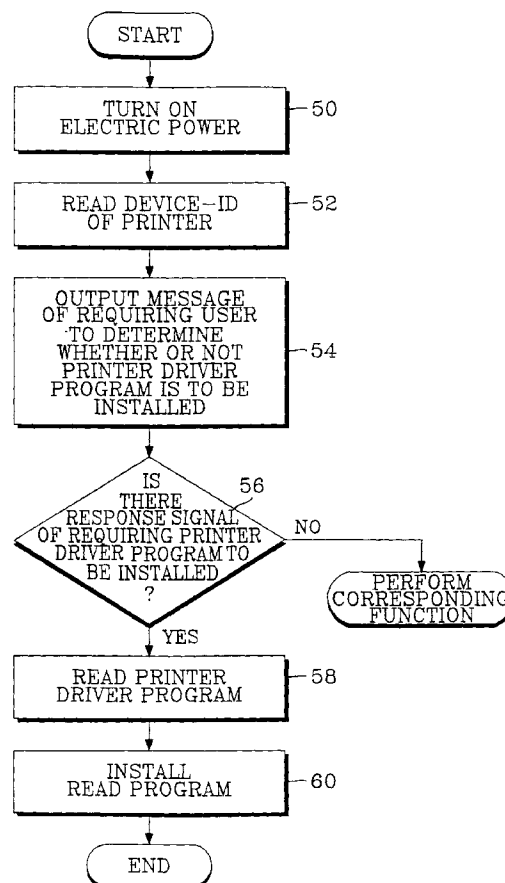 START
TURN ON
ELECTRIC POWER
50
READ DEVICE-ID
OF PRINTER
52
OUTPUT MESSAGE
OF REQUIRING USER
TO DETERMINE
WHETHER OR NOT
PRINTER DRIVER
PROGRAM IS TO BE
INSTALLED
54
IS
THERE
56
RESPONSE SIGNAL
OF REQUIRING PRINTER
DRIVER PROGRAM TO
BE INSTALLED
?
NO
PERFORM
CORRESPONDING
FUNCTION
YES
READ PRINTER
DRIVER PROGRAM
58
INSTALL
READ PROGRAM
60
END